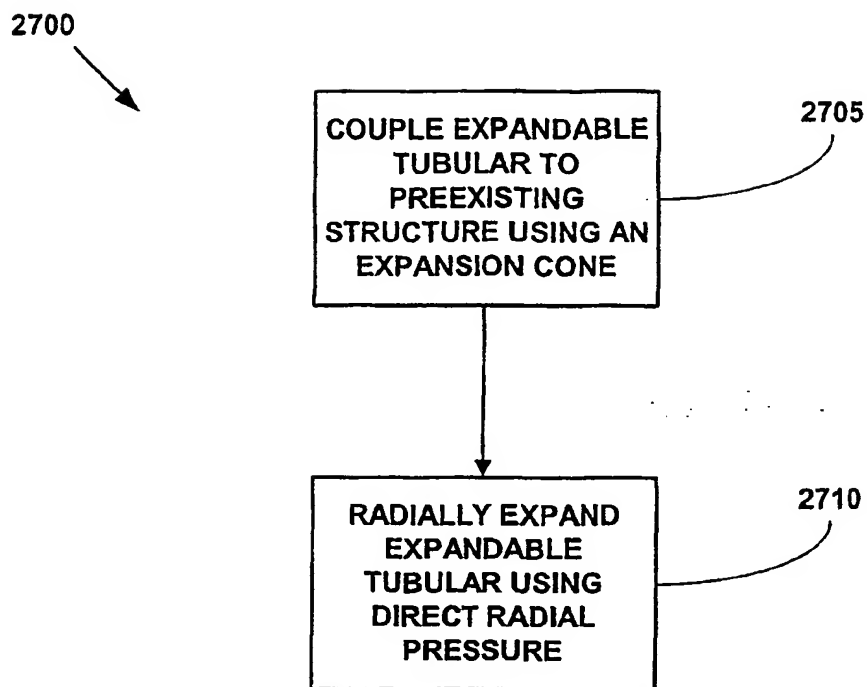 2700
COUPLE EXPANDABLE
TUBULAR TO
PREEXISTING
STRUCTURE USING AN
EXPANSION CONE
2705
RADIALLY EXPAND
EXPANDABLE
TUBULAR USING
DIRECT RADIAL
PRESSURE
2710